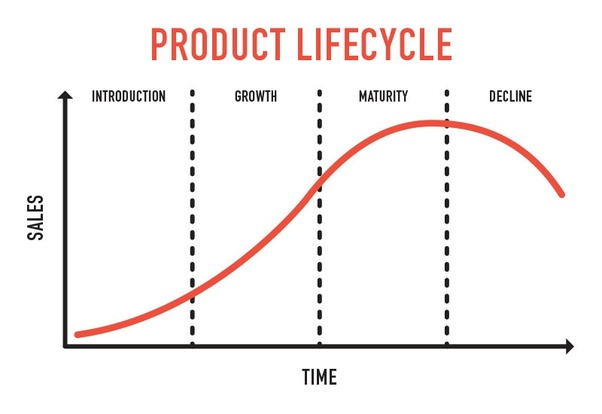 PRODUCT LIFECYCLE
INTRODUCTION GROWTH MATURITY DECLINE
SALES
TIME